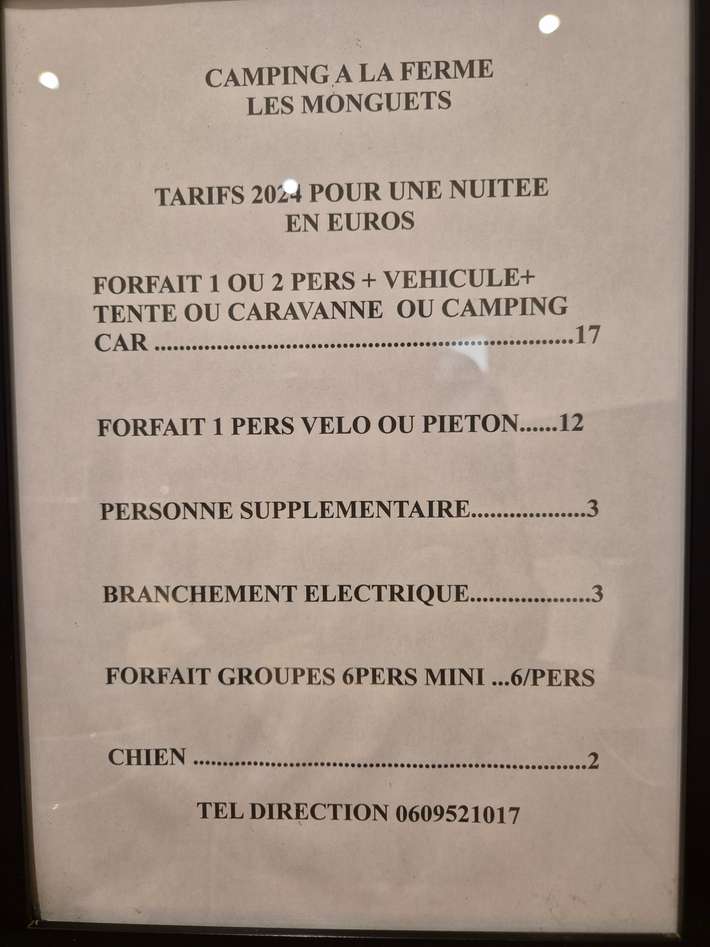 CAMPING A LA FERME
LES MONGUETS
TARIFS 2024 POUR UNE NUITEE
EN EUROS
FORFAIT 1 OU 2 PERS + VEHICULE+
TENTE OU CARAVANNE OU CAMPING
CAR ..................................................................17
FORFAIT 1 PERS VELO OU PIETON......12
PERSONNE SUPPLEMENTAIRE..................3
BRANCHEMENT ELECTRIQUE...................3
FORFAIT GROUPES 6PERS MINI ...6/PERS
CHIEN ..............................................................2
TEL DIRECTION 0609521017